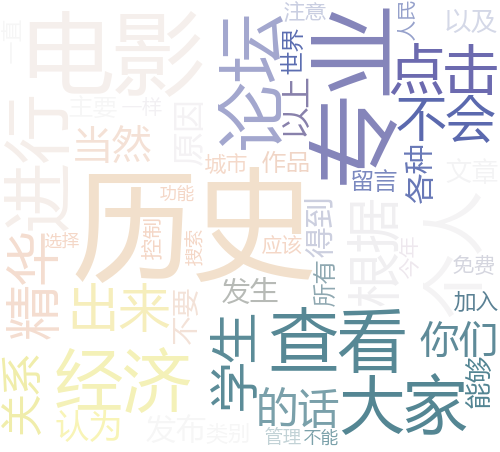 注意
以及
人民
一直
电影
论坛
世界
专业
点击
主要
一样
以上
不会
进行
当然
原因
城市
作品
留言
各种
文章
历史
功能
得到
根据
个人
选择
精华
控制
搜索
应该
今年
免费
所有
发生
加入
出来
不要
查看
你们
关系
经济
学生
的话
大家
能够
认为
发布
类别
管理
不能